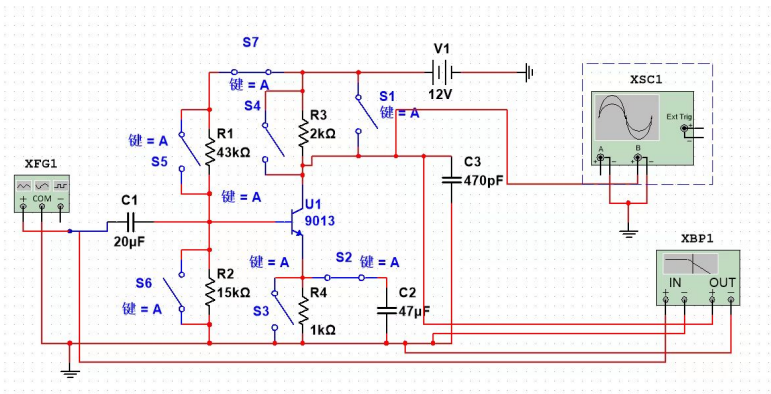 S7
V1
键 = A
12V
XSC1
S4
S1
R3
2kΩ
键 = A
Ext Trig
键 = A
R1
43kΩ
S5
A
B
XFG1
C3
470pF
COM
键 = A
U1
9013
C1
20µF
XBP1
键 = A
S2
键 = A
S6
R2
15kΩ
IN
OUT
键 = A
S3
R4
1kΩ
C2
47µF